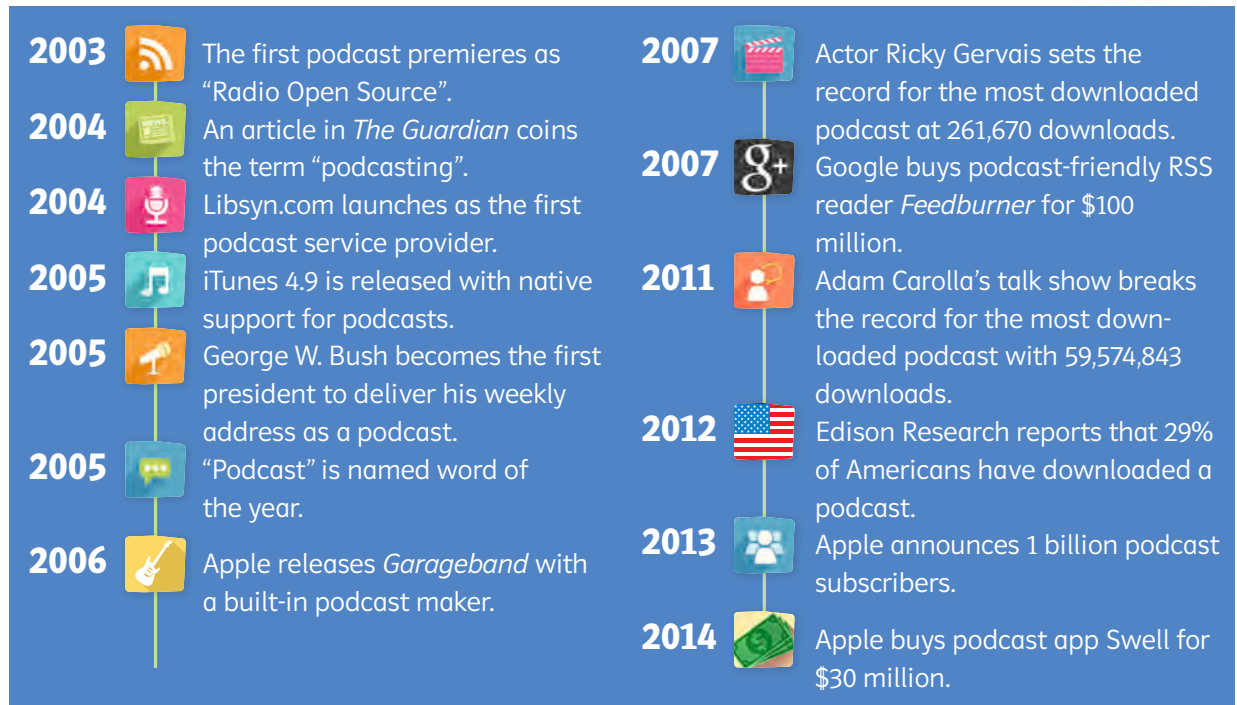 2003
The first podcast premieres as
“Radio Open Source”.
2004
An article in The Guardian coins
the term “podcasting”.
2004
Libsyn.com launches as the first
podcast service provider.
2005
iTunes 4.9 is released with native
support for podcasts.
2005
George W. Bush becomes the first
president to deliver his weekly
address as a podcast.
2005
“Podcast” is named word of
the year.
2006
Apple releases Garageband with
a built-in podcast maker.
2007
Actor Ricky Gervais sets the
record for the most downloaded
podcast at 261,670 downloads.
2007
g+
Google buys podcast-friendly RSS
reader Feedburner for $100
million.
2011
Adam Carolla’s talk show breaks
the record for the most down-
loaded podcast with 59,574,843
downloads.
2012
Edison Research reports that 29%
of Americans have downloaded a
podcast.
2013
Apple announces 1 billion podcast
subscribers.
2014
Apple buys podcast app Swell for
$30 million.